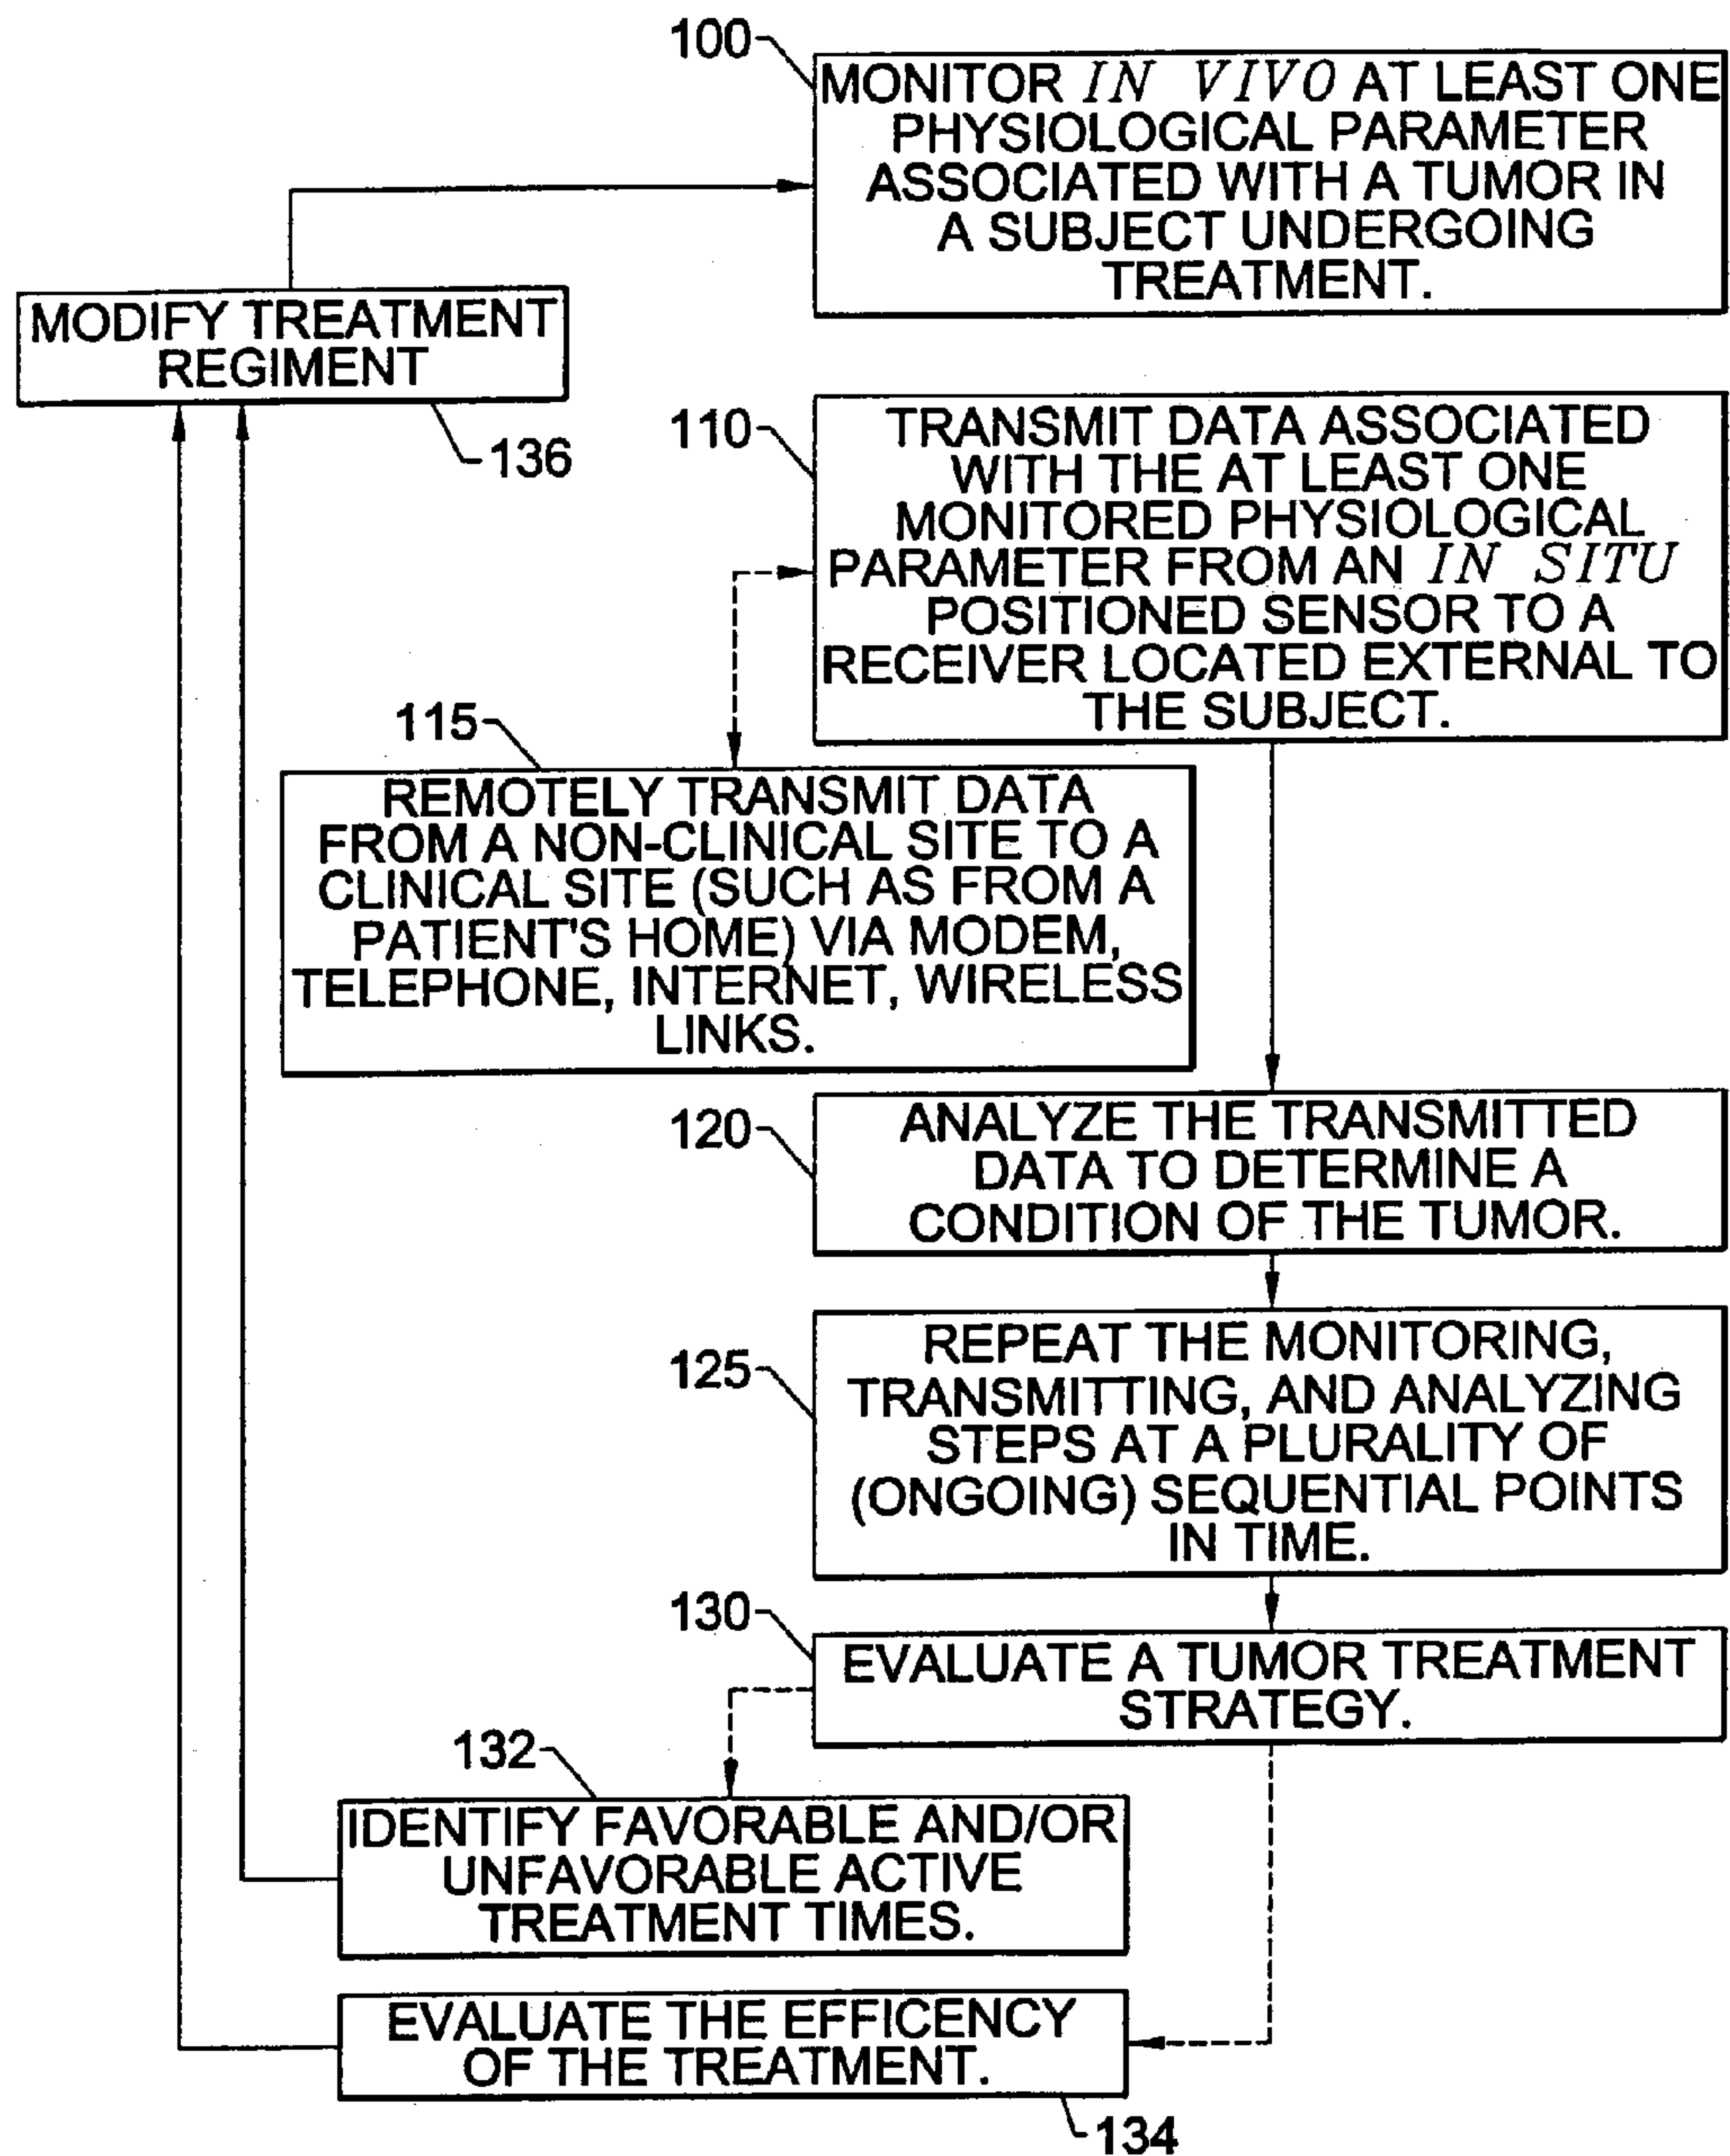 100
MONITOR IN VIVO AT LEAST ONE
PHYSIOLOGICAL PARAMETER
ASSOCIATED WITH A TUMOR IN
A SUBJECT UNDERGOING
TREATMENT.
MODIFY TREATMENT
REGIMENT
136
110
TRANSMIT DATA ASSOCIATED
WITH THE AT LEAST ONE
MONITORED PHYSIOLOGICAL
PARAMETER FROM AN IN SITU
POSITIONED SENSOR TO A
RECEIVER LOCATED EXTERNAL TO
THE SUBJECT.
115
REMOTELY TRANSMIT DATA
FROM A NON-CLINICAL SITE TO A
CLINICAL SITE (SUCH AS FROM A
PATIENT'S HOME) VIA MODEM,
TELEPHONE, INTERNET, WIRELESS
LINKS.
120
ANALYZE THE TRANSMITTED
DATA TO DETERMINE A
CONDITION OF THE TUMOR.
125
REPEAT THE MONITORING,
TRANSMITTING, AND ANALYZING
STEPS AT A PLURALITY OF
(ONGOING) SEQUENTIAL POINTS
IN TIME.
130
EVALUATE A TUMOR TREATMENT
STRATEGY.
132
IDENTIFY FAVORABLE AND/OR
UNFAVORABLE ACTIVE
TREATMENT TIMES.
EVALUATE THE EFFICENCY
OF THE TREATMENT.
134